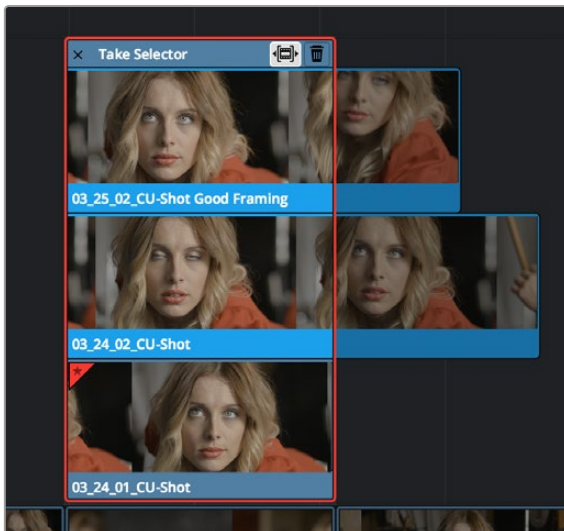 × Take Selector
03_25_02_CU-Shot Good Framing
03_24_02_CU-Shot
03_24_01_CU-Shot